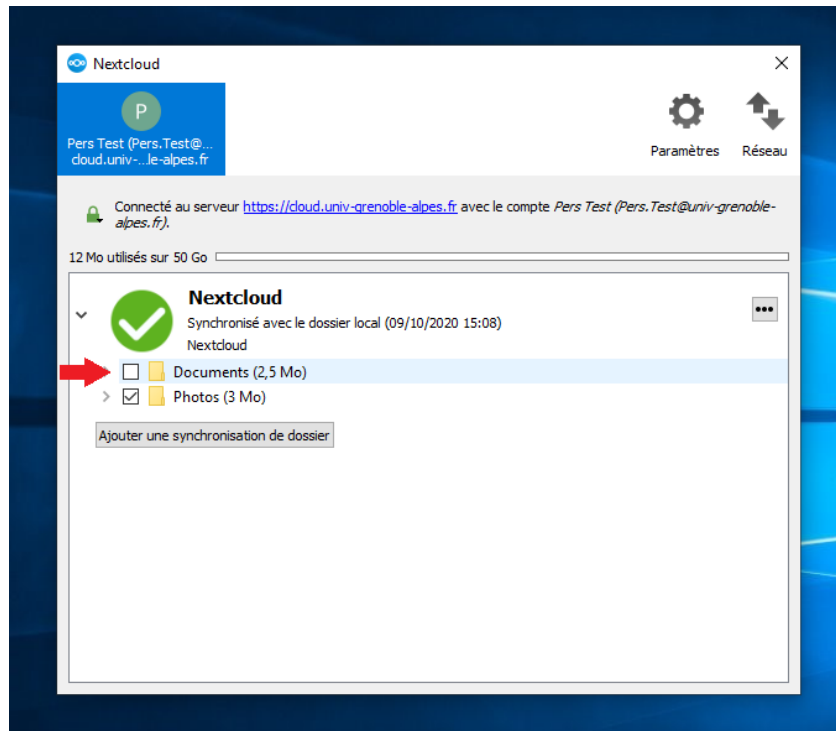 Nextcloud
P
Pers Test (Pers.Test@...
cloud.univ-...le-alpes.fr
Paramètres
Réseau
Connecté au serveur https://cloud.univ-grenoble-alpes.fr avec le compte Pers Test (Pers.Test@univ-grenoble-
alpes.fr).
12 Mo utilisés sur 50 Go
Nextcloud
Synchronisé avec le dossier local (09/10/2020 15:08)
Nextcloud
Documents (2,5 Mo)
Photos (3 Mo)
Ajouter une synchronisation de dossier